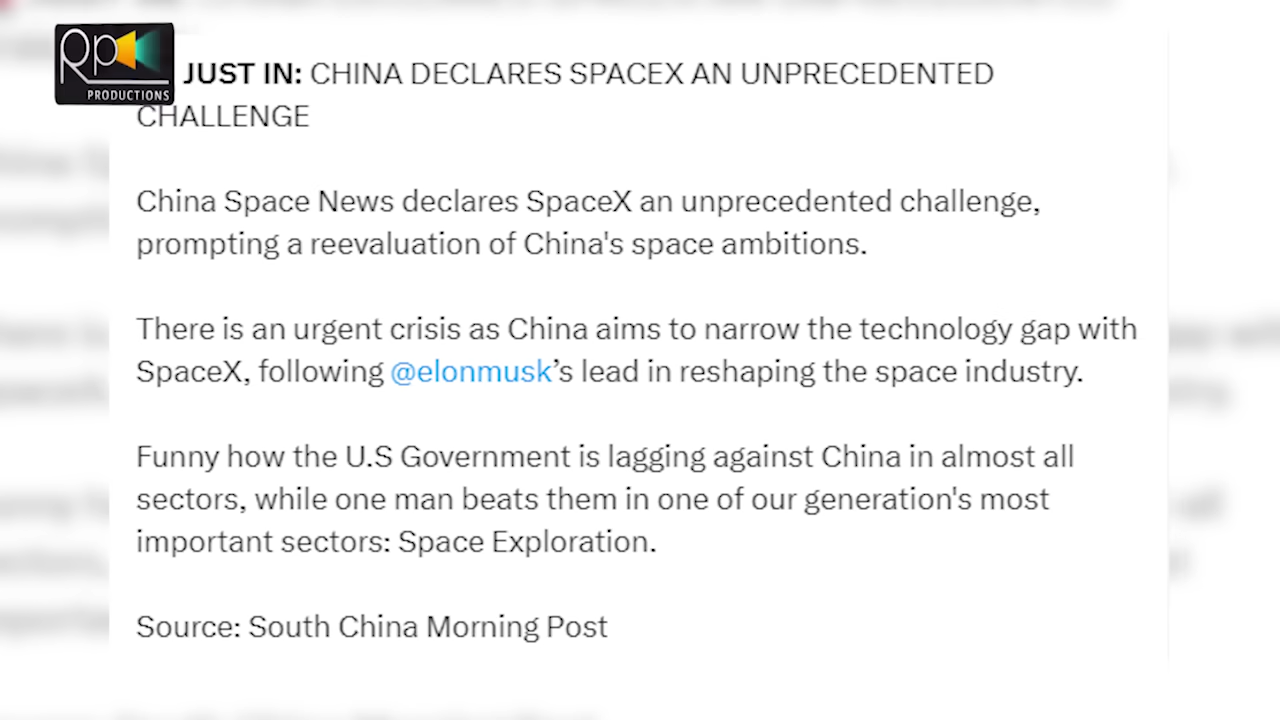 Rp
PRODUCTIONS
JUST IN: CHINA DECLARES SPACEX AN UNPRECEDENTED
CHALLENGE
China Space News declares SpaceX an unprecedented challenge,
prompting a reevaluation of China's space ambitions.
There is an urgent crisis as China aims to narrow the technology gap with
SpaceX, following @elonmusk’s lead in reshaping the space industry.
Funny how the U.S Government is lagging against China in almost all
sectors, while one man beats them in one of our generation's most
important sectors: Space Exploration.
Source: South China Morning Post